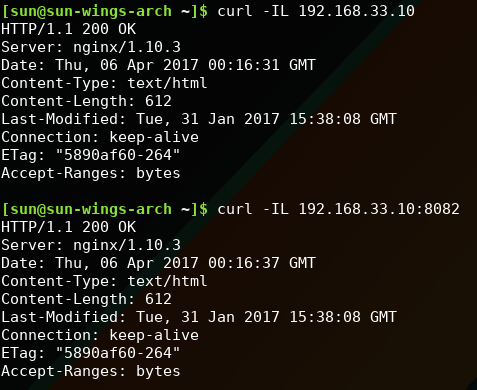 [sun@sun-wings-arch ~]$ curl -IL 192.168.33.10
HTTP/1.1 200 OK
Server: nginx/1.10.3
Date: Thu, 06 Apr 2017 00:16:31 GMT
Content-Type: text/html
Content-Length: 612
Last-Modified: Tue, 31 Jan 2017 15:38:08 GMT
Connection: keep-alive
ETag: "5890af60-264"
Accept-Ranges: bytes

[sun@sun-wings-arch ~]$ curl -IL 192.168.33.10:8082
HTTP/1.1 200 OK
Server: nginx/1.10.3
Date: Thu, 06 Apr 2017 00:16:37 GMT
Content-Type: text/html
Content-Length: 612
Last-Modified: Tue, 31 Jan 2017 15:38:08 GMT
Connection: keep-alive
ETag: "5890af60-264"
Accept-Ranges: bytes